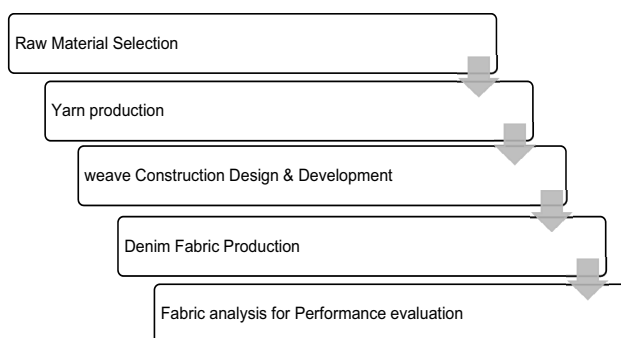 Raw Material Selection
Yarn production
weave Construction Design & Development
Denim Fabric Production
Fabric analysis for Performance evaluation